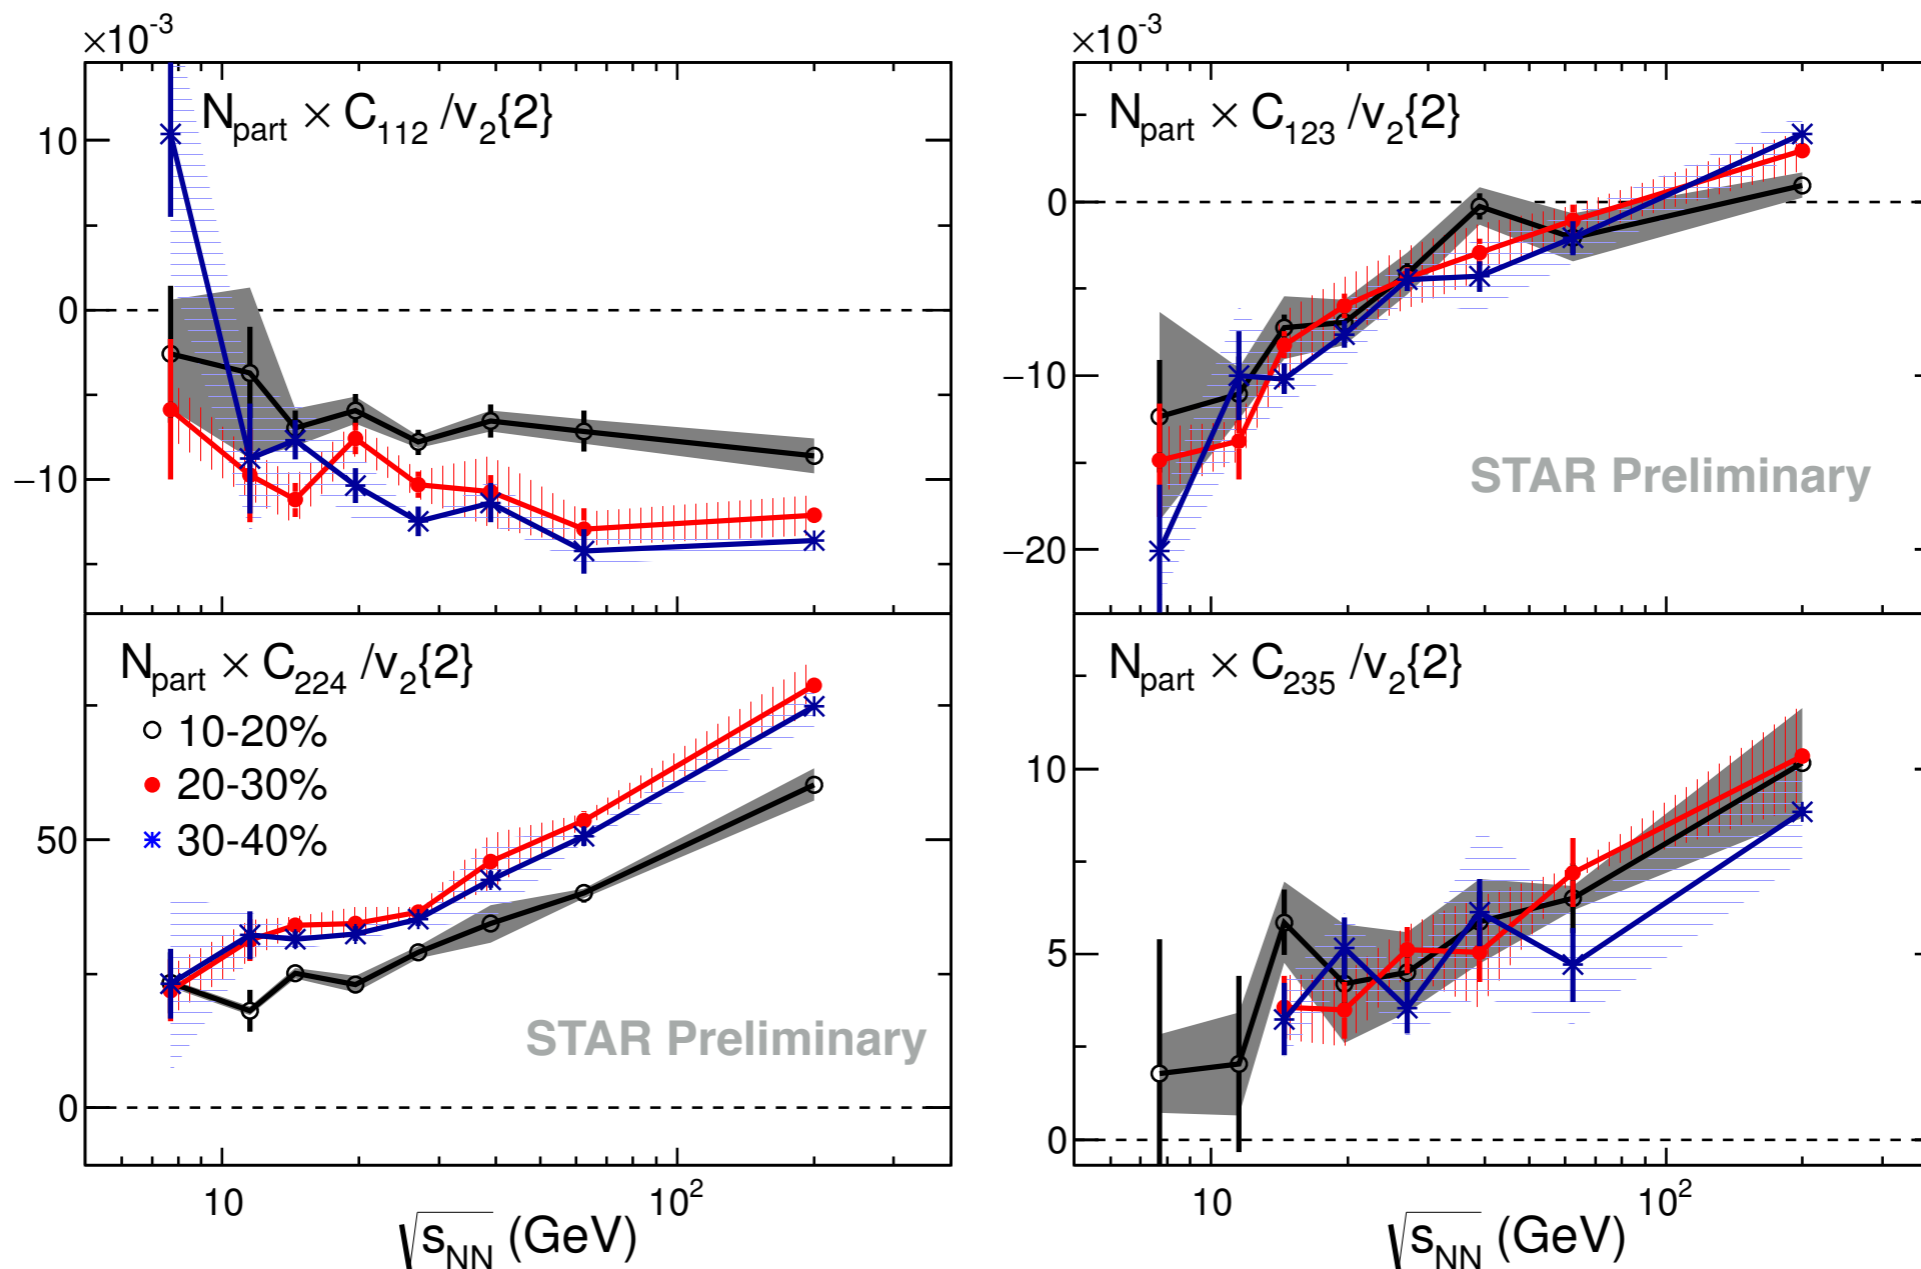 ×10⁻³
N_part × C_112 /v_2{2}
10
0
−10
×10⁻³
N_part × C_123 /v_2{2}
0
−10
−20
STAR Preliminary
N_part × C_224 /v_2{2}
10-20%
20-30%
30-40%
50
0
STAR Preliminary
10
10²
√s_NN (GeV)
N_part × C_235 /v_2{2}
10
5
0
10
10²
√s_NN (GeV)